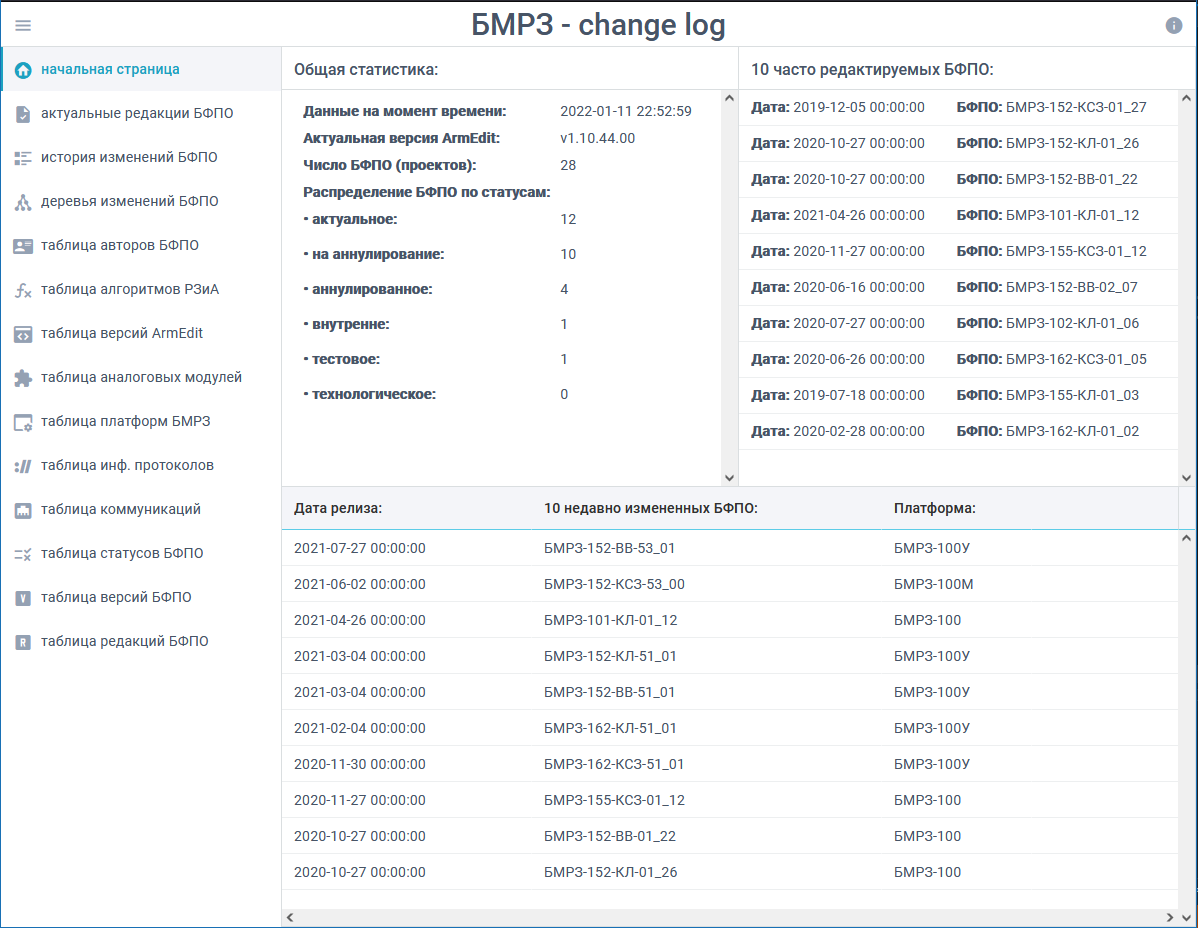 БМРЗ - change log
начальная страница
актуальные редакции БФПО
история изменений БФПО
деревья изменений БФПО
таблица авторов БФПО
таблица алгоритмов РЗиА
таблица версий ArmEdit
таблица аналоговых модулей
таблица платформ БМРЗ
таблица инф. протоколов
таблица коммуникаций
таблица статусов БФПО
таблица версий БФПО
таблица редакций БФПО
Общая статистика:
Данные на момент времени: 2022-01-11 22:52:59
Актуальная версия ArmEdit: v1.10.44.00
Число БФПО (проектов): 28
Распределение БФПО по статусам:
· актуальное: 12
· на аннулирование: 10
· аннулированное: 4
· внутренне: 1
· тестовое: 1
· технологическое: 0
10 часто редактируемых БФПО:
Дата: 2019-12-05 00:00:00 БФПО: БМРЗ-152-КСЗ-01_27
Дата: 2020-10-27 00:00:00 БФПО: БМРЗ-152-КЛ-01_26
Дата: 2020-10-27 00:00:00 БФПО: БМРЗ-152-ВВ-01_22
Дата: 2021-04-26 00:00:00 БФПО: БМРЗ-101-КЛ-01_12
Дата: 2020-11-27 00:00:00 БФПО: БМРЗ-155-КСЗ-01_12
Дата: 2020-06-16 00:00:00 БФПО: БМРЗ-152-ВВ-02_07
Дата: 2020-07-27 00:00:00 БФПО: БМРЗ-102-КЛ-01_06
Дата: 2020-06-26 00:00:00 БФПО: БМРЗ-162-КСЗ-01_05
Дата: 2019-07-18 00:00:00 БФПО: БМРЗ-155-КЛ-01_03
Дата: 2020-02-28 00:00:00 БФПО: БМРЗ-162-КЛ-01_02
Дата релиза: 10 недавно измененных БФПО: Платформа:
2021-07-27 00:00:00 БМРЗ-152-ВВ-53_01 БМРЗ-100У
2021-06-02 00:00:00 БМРЗ-152-КСЗ-53_00 БМРЗ-100М
2021-04-26 00:00:00 БМРЗ-101-КЛ-01_12 БМРЗ-100
2021-03-04 00:00:00 БМРЗ-152-КЛ-51_01 БМРЗ-100У
2021-03-04 00:00:00 БМРЗ-152-ВВ-51_01 БМРЗ-100У
2021-02-04 00:00:00 БМРЗ-162-КЛ-51_01 БМРЗ-100У
2020-11-30 00:00:00 БМРЗ-162-КСЗ-51_01 БМРЗ-100У
2020-11-27 00:00:00 БМРЗ-155-КСЗ-01_12 БМРЗ-100
2020-10-27 00:00:00 БМРЗ-152-ВВ-01_22 БМРЗ-100
2020-10-27 00:00:00 БМРЗ-152-КЛ-01_26 БМРЗ-100